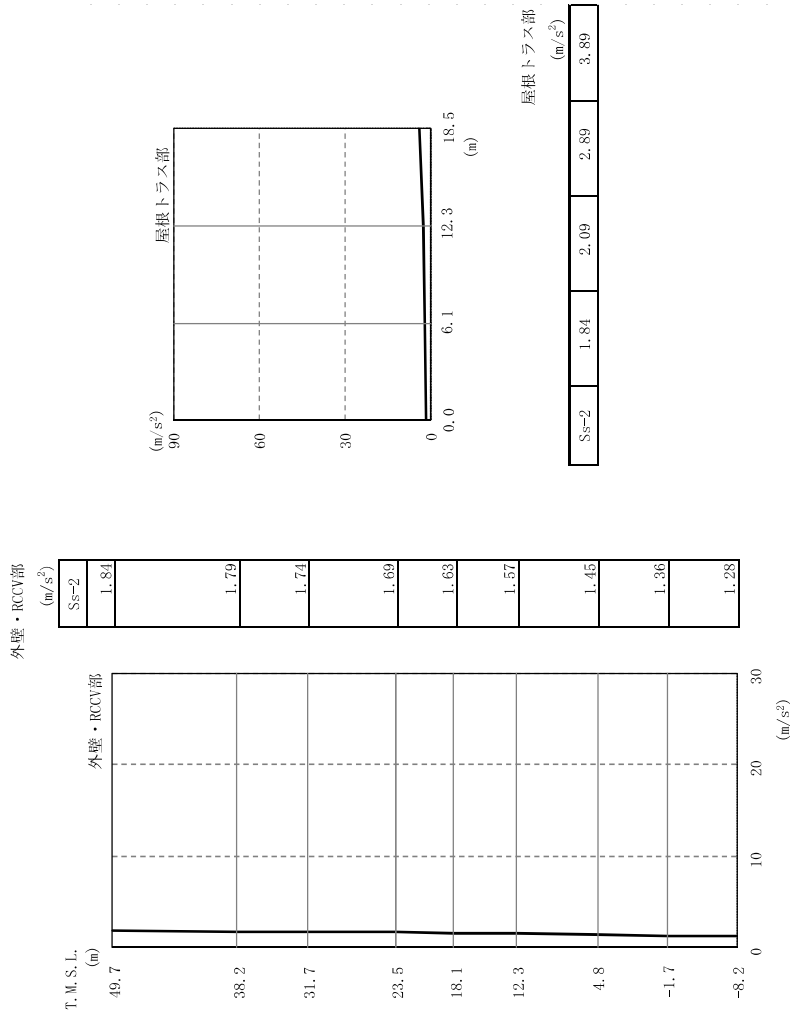 外壁・RCCV部
(m/s²)
Ss-2
1.84
1.79
1.74
1.69
1.63
1.57
1.45
1.36
1.28
T.M.S.L.
(m)
外壁・RCCV部
49.7
38.2
31.7
23.5
18.1
12.3
4.8
-1.7
-8.2
0
10
20
30
(m/s²)
(m/s²)
屋根トラス部
90
60
30
0
0.0
6.1
12.3
18.5
(m)
屋根トラス部
(m/s²)
Ss-2
1.84
2.09
2.89
3.89